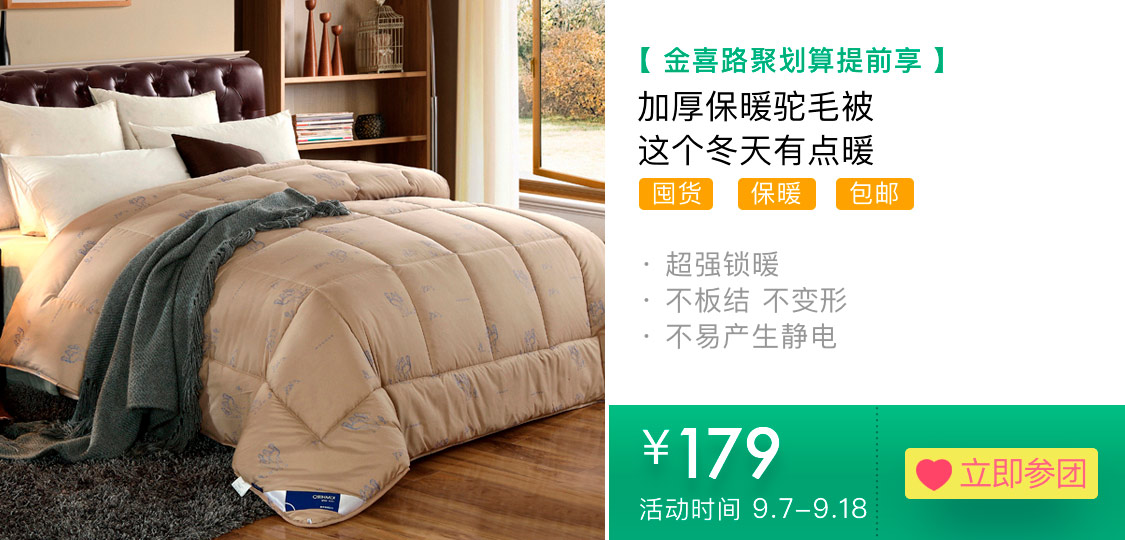 【 金喜路聚划算提前享 】
加厚保暖驼毛被
这个冬天有点暖
囤货 保暖 包邮
· 超强锁暖
· 不板结 不变形
· 不易产生静电
¥179
立即参团
活动时间 9.7–9.18